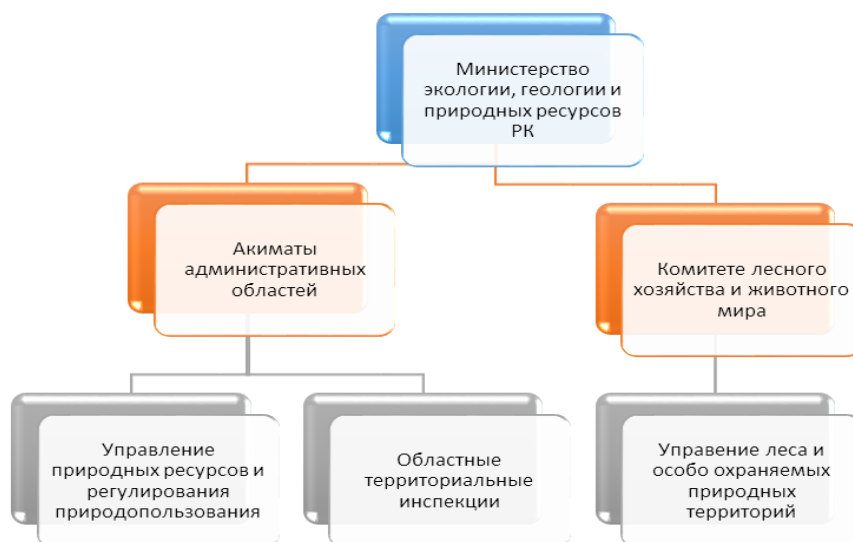 Министерство
экологии, геологии и
природных ресурсов
РК
Акиматы
административных
областей
Комитете лесного
хозяйства и животного
мира
Управление
природных ресурсов и
регулирования
природопользования
Областные
территориальные
инспекции
Управение леса и
особо охраняемых
природных
территорий